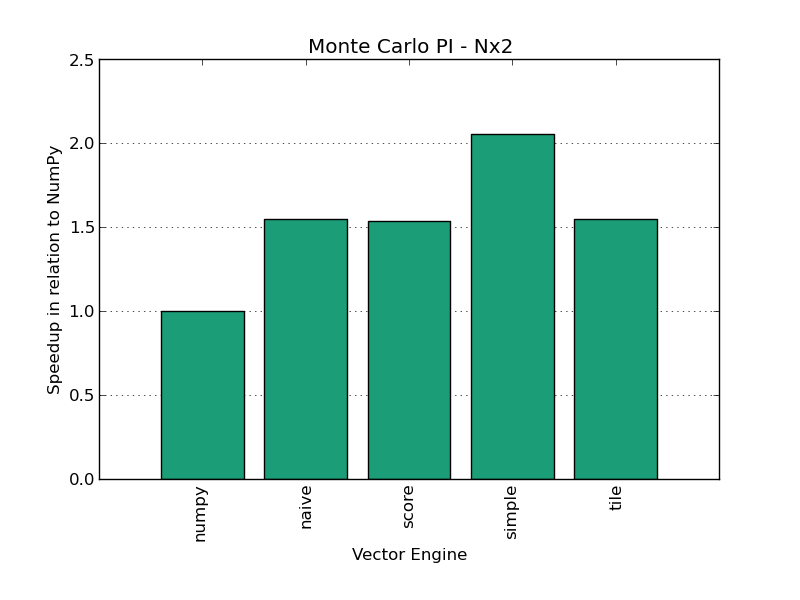 Monte Carlo PI - Nx2
Speedup in relation to NumPy
2.5
2.0
1.5
1.0
0.5
0.0
numpy
naive
score
simple
tile
Vector Engine